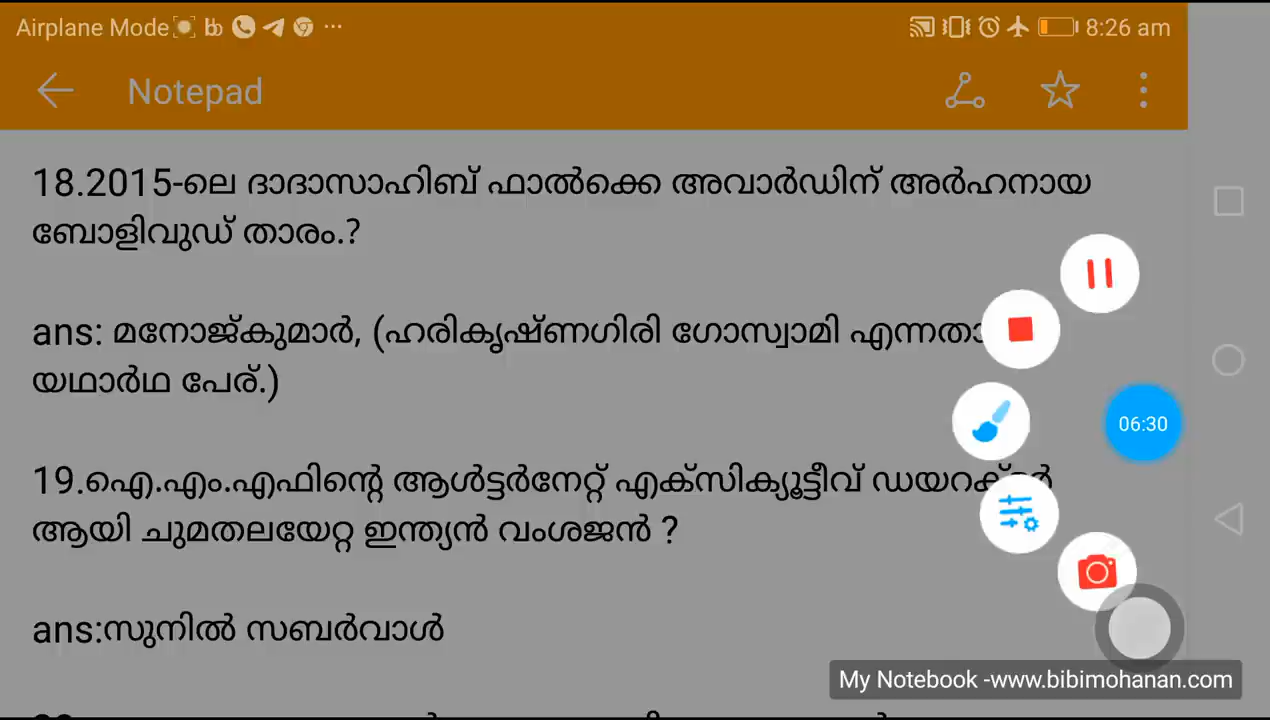 Airplane Mode 8:26 am
Notepad
18.2015-ലെ ദാദാസാഹിബ് ഫാൽക്കെ അവാർഡിന് അർഹനായ
ബോളിവുഡ് താരം.?
ans: മനോജ്കുമാർ, (ഹരികൃഷ്ണഗിരി ഗോസ്വാമി
യഥാർഥ പേര്.)
06:30
19.ഐ.എം.എഫിന്റെ ആൾട്ടർനേറ്റ് എക്സിക്യൂട്ടീവ് ഡയറക്ടർ
ആയി ചുമതലയേറ്റ ഇന്ത്യൻ വംശജൻ ?
ans:സുനിൽ സബർവാൾ
My Notebook -www.bibimohanan.com